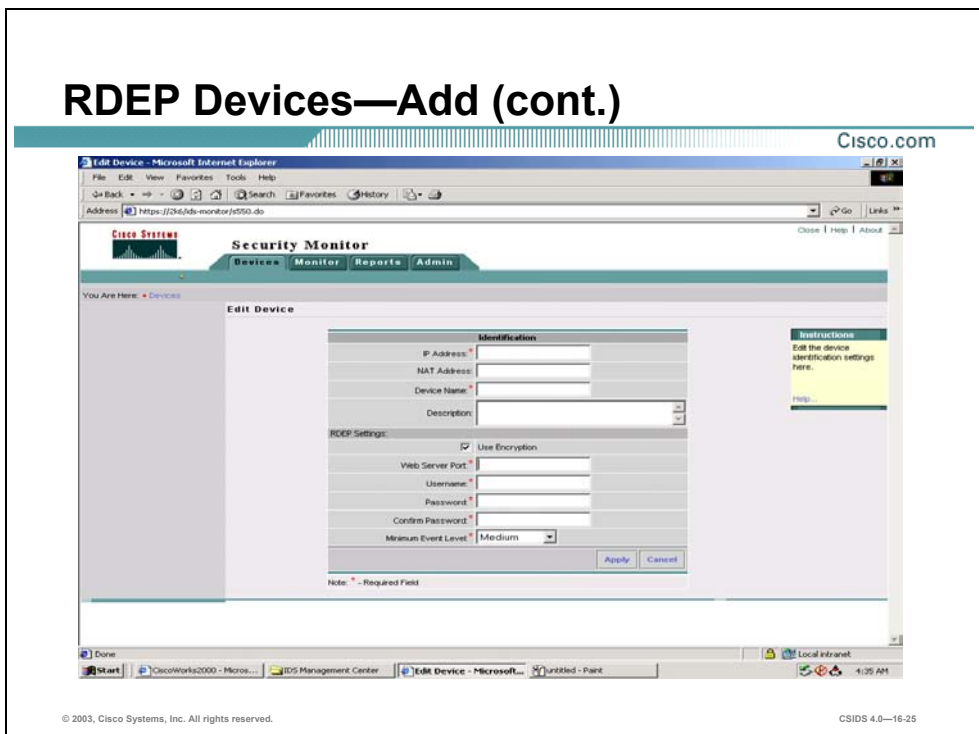 RDEP Devices—Add (cont.)
Cisco.com
Edit Device - Microsoft Internet Explorer
File Edit View Favorites Tools Help
Back Search Favorites History
Address https://2k6/ids-monitor/s550.do Go Links »
Cisco Systems
Close | Help | About
Security Monitor
Devices Monitor Reports Admin
You Are Here: • Devices
Edit Device
Identification
IP Address:*
NAT Address:
Device Name:*
Description:
RDEP Settings:
Use Encryption
Web Server Port:*
Username:*
Password:*
Confirm Password:*
Minimum Event Level:* Medium
Apply Cancel
Note: * - Required Field
Instructions
Edit the device
identification settings
here.
Help...
Done Local intranet
Start CiscoWorks2000 - Micros... IDS Management Center Edit Device - Microsoft... untitled - Paint 4:35 AM
© 2003, Cisco Systems, Inc. All rights reserved. CSIDS 4.0—16-25